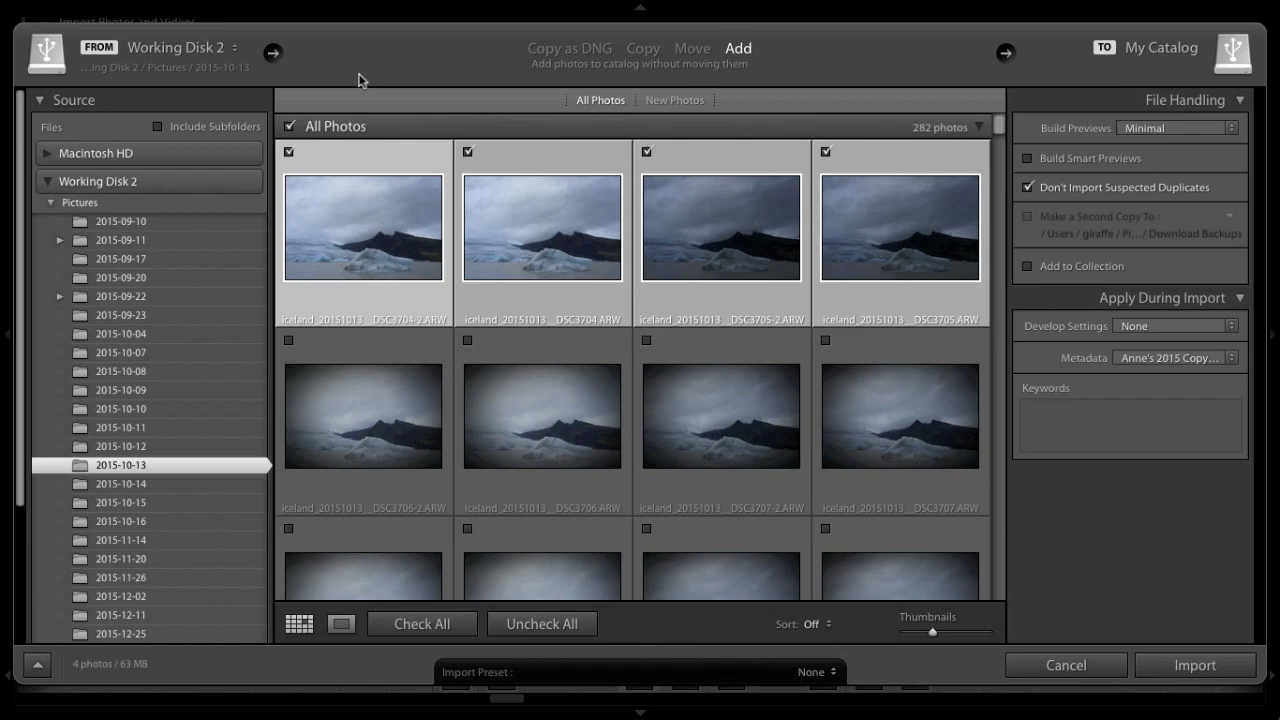 Import Photos and Videos
FROM Working Disk 2
...ing Disk 2 / Pictures / 2015-10-13
Copy as DNG Copy Move Add
Add photos to catalog without moving them
TO My Catalog
Source
Files Include Subfolders
Macintosh HD
Working Disk 2
Pictures
2015-09-10
2015-09-11
2015-09-17
2015-09-20
2015-09-22
2015-09-23
2015-10-04
2015-10-07
2015-10-08
2015-10-09
2015-10-10
2015-10-11
2015-10-12
2015-10-13
2015-10-14
2015-10-15
2015-10-16
2015-11-14
2015-11-20
2015-11-26
2015-12-02
2015-12-11
2015-12-25
All Photos New Photos
All Photos 282 photos
iceland_20151013__DSC3704-2.ARW iceland_20151013__DSC3704.ARW iceland_20151013__DSC3705-2.ARW iceland_20151013__DSC3705.ARW
iceland_20151013__DSC3706-2.ARW iceland_20151013__DSC3706.ARW iceland_20151013__DSC3707-2.ARW iceland_20151013__DSC3707.ARW
Check All Uncheck All Sort: Off Thumbnails
File Handling
Build Previews Minimal
Build Smart Previews
Don't Import Suspected Duplicates
Make a Second Copy To :
/ Users / giraffe / Pi.../ Download Backups
Add to Collection
Apply During Import
Develop Settings None
Metadata Anne's 2015 Copy...
Keywords
4 photos / 63 MB
Import Preset : None
Cancel Import